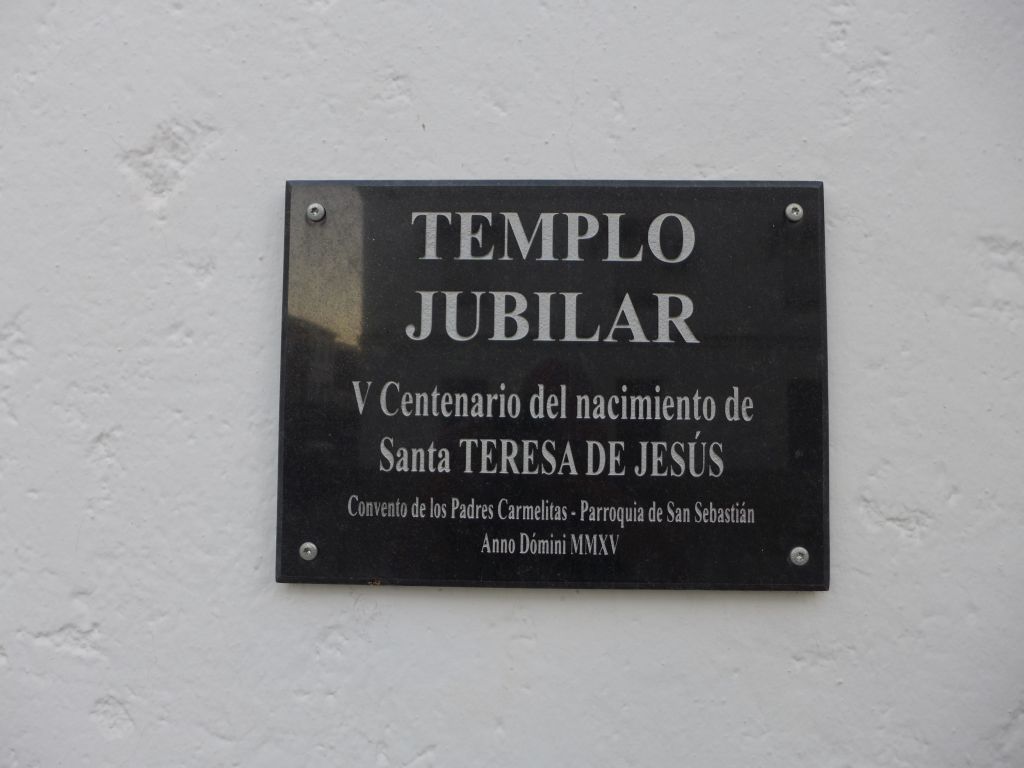 TEMPLO
JUBILAR
V Centenario del nacimiento de
Santa TERESA DE JESÚS
Convento de los Padres Carmelitas - Parroquia de San Sebastián
Anno Dómini MMXV